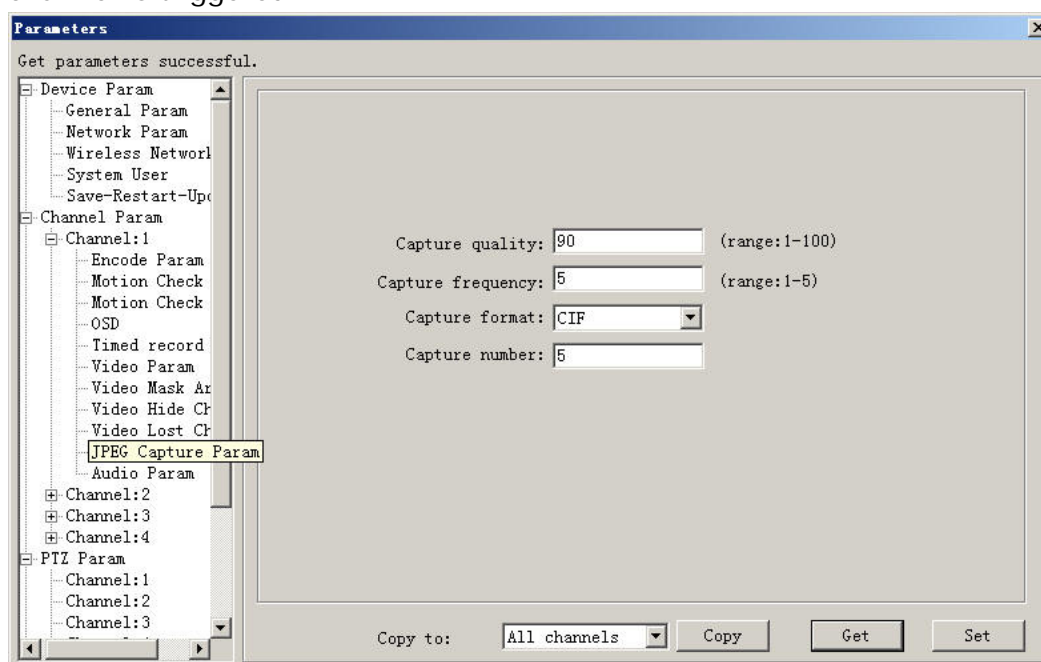 Parameters
Get parameters successful.
Device Param
General Param
Network Param
Wireless Networl
System User
Save-Restart-Upd
Channel Param
Channel:1
Encode Param
Motion Check
Motion Check
OSD
Timed record
Video Param
Video Mask Ar
Video Hide Ch
Video Lost Ch
JPEG Capture Param
Audio Param
Channel:2
Channel:3
Channel:4
PTZ Param
Channel:1
Channel:2
Channel:3
Capture quality: 90 (range:1-100)
Capture frequency: 5 (range:1-5)
Capture format: CIF
Capture number: 5
Copy to: All channels Copy Get Set